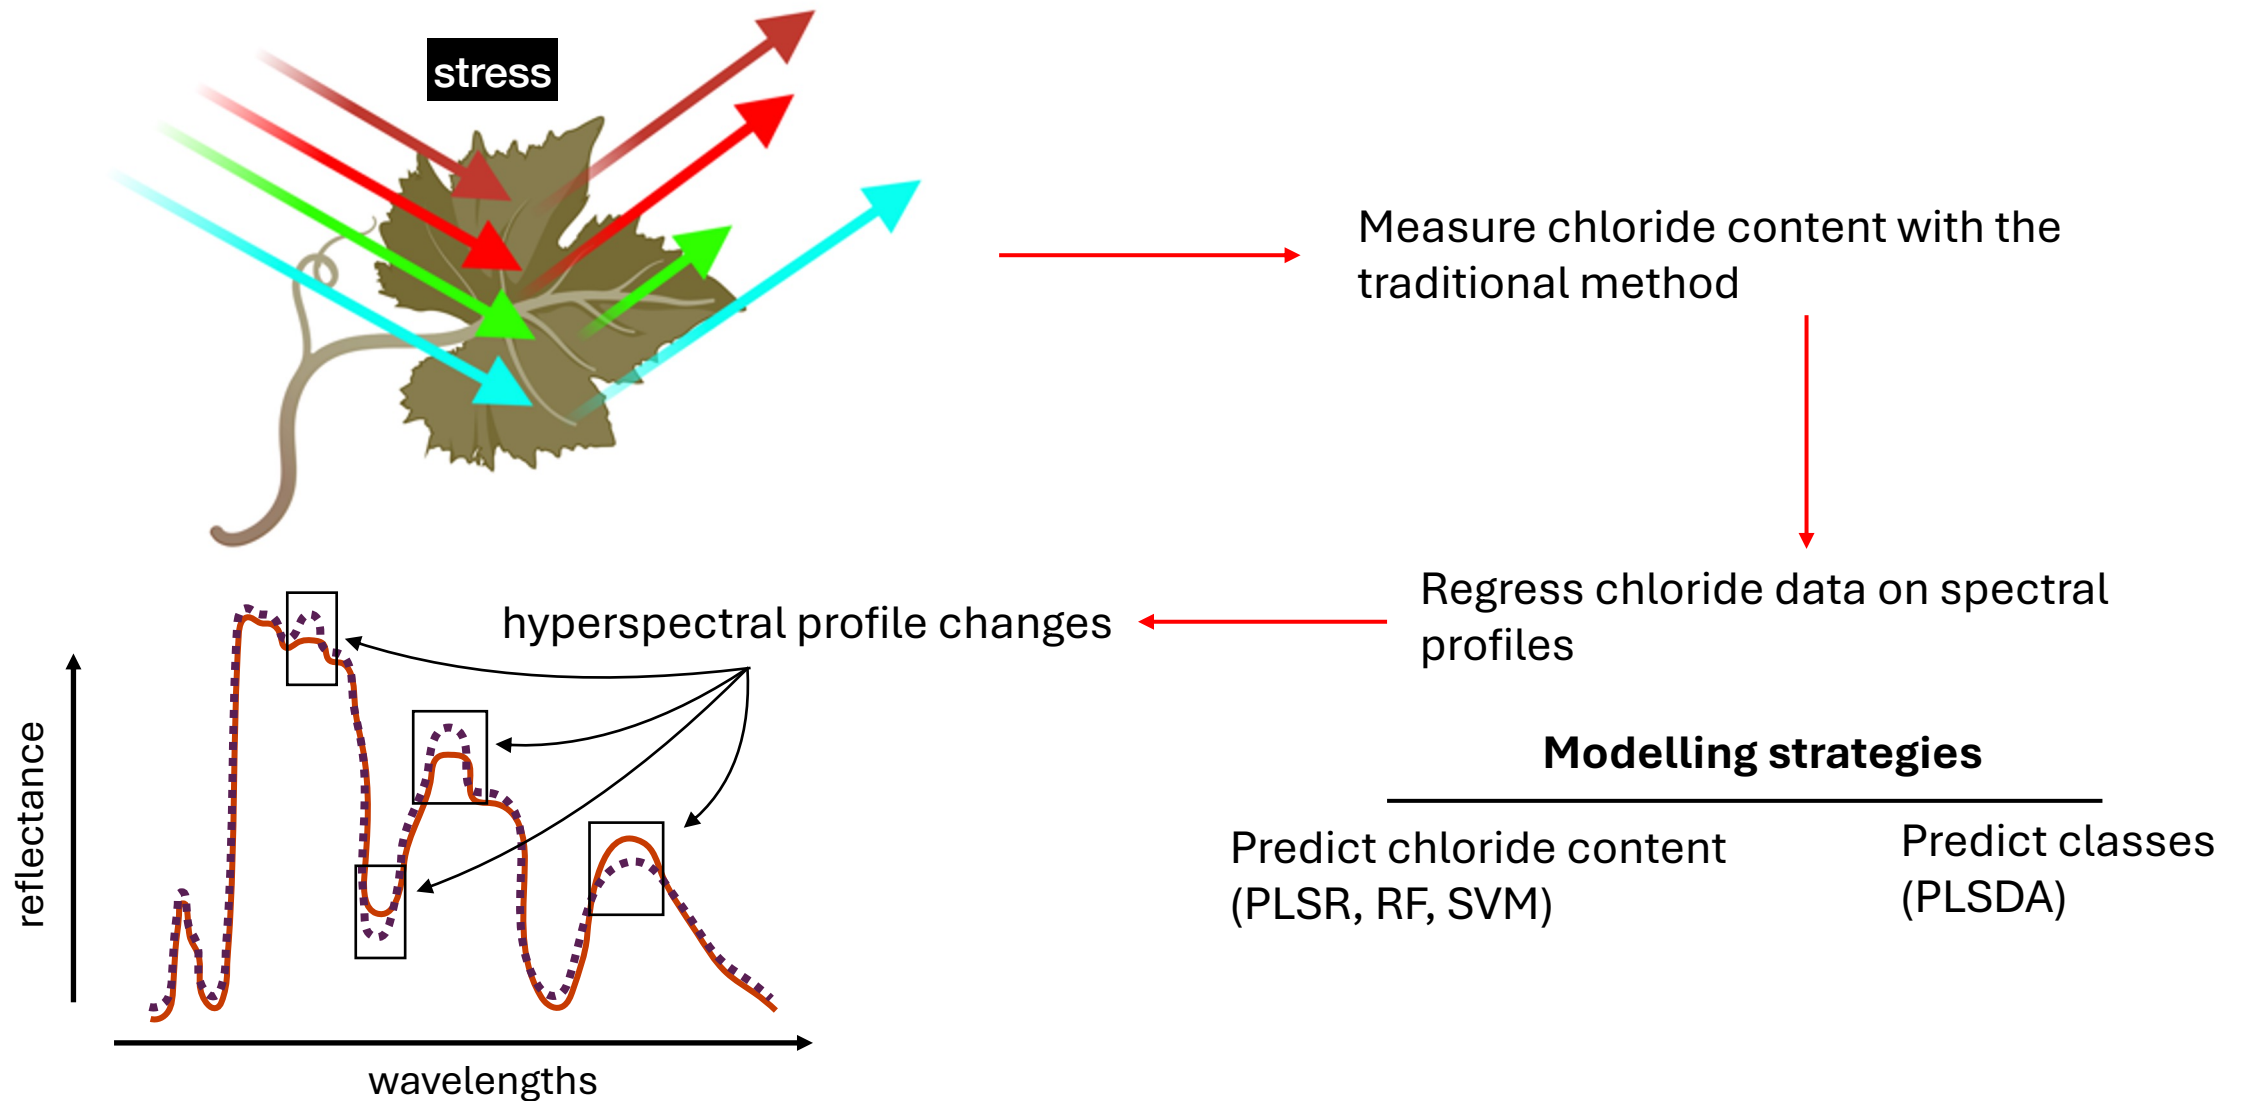 stress
Measure chloride content with the
traditional method
Regress chloride data on spectral
profiles
hyperspectral profile changes
Modelling strategies
Predict chloride content
(PLSR, RF, SVM)
Predict classes
(PLSDA)
reflectance
wavelengths